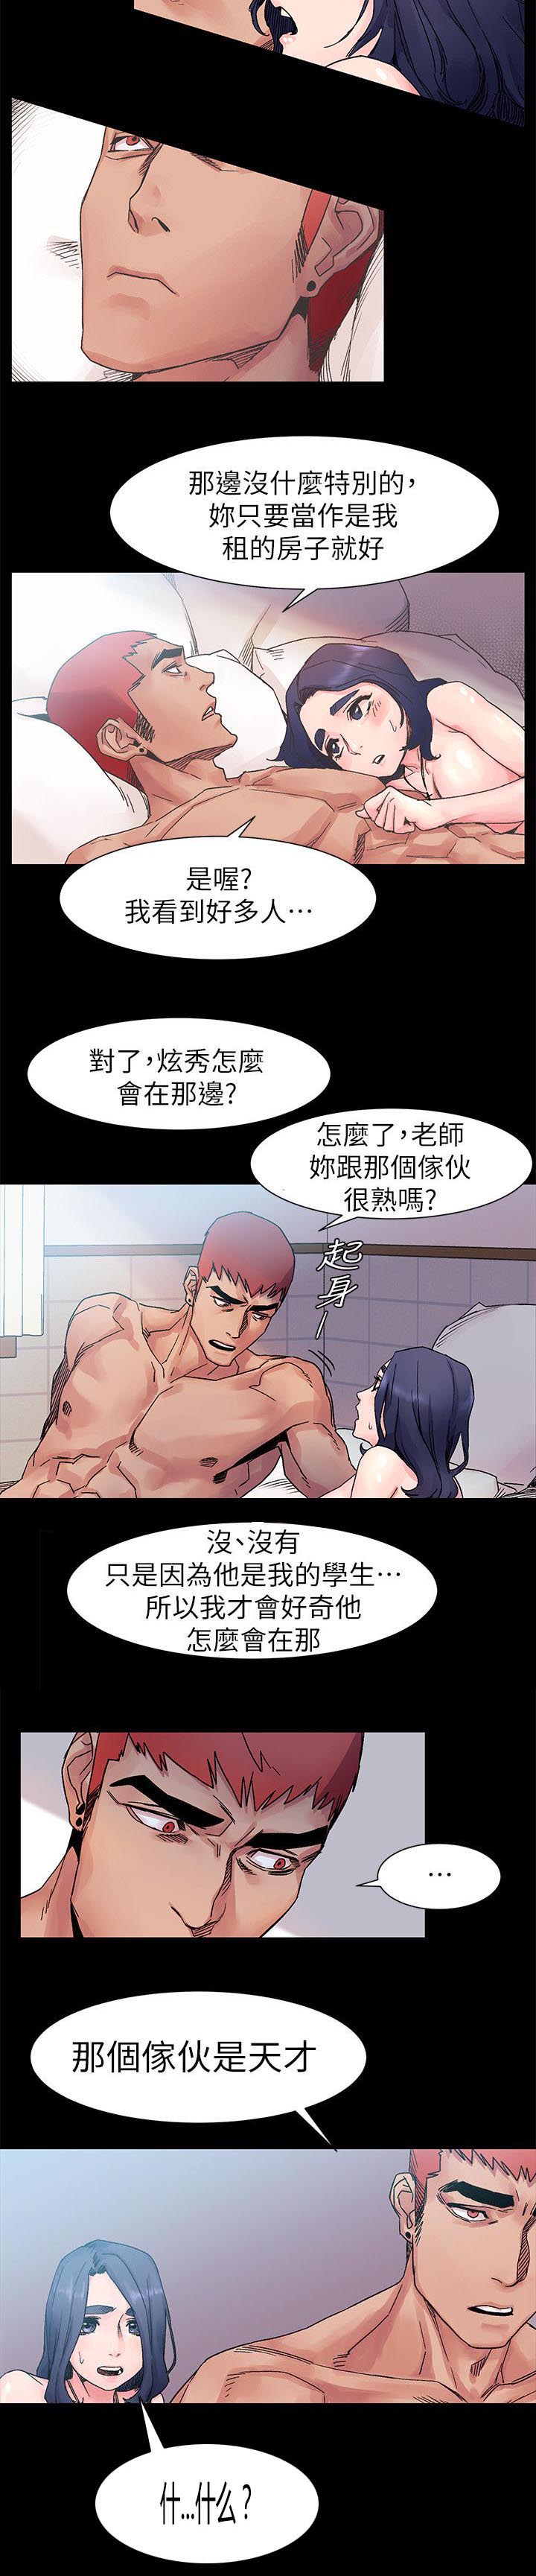 那邊沒什麼特別的，
妳只要當作是我
租的房子就好
是喔？
我看到好多人…
對了，炫秀怎麼
會在那邊？
怎麼了，老師
妳跟那個傢伙
很熟嗎？
起身–
沒、沒有
只是因為他是我的學生…
所以我才會好奇他
怎麼會在那
…
那個傢伙是天才
什...什么？